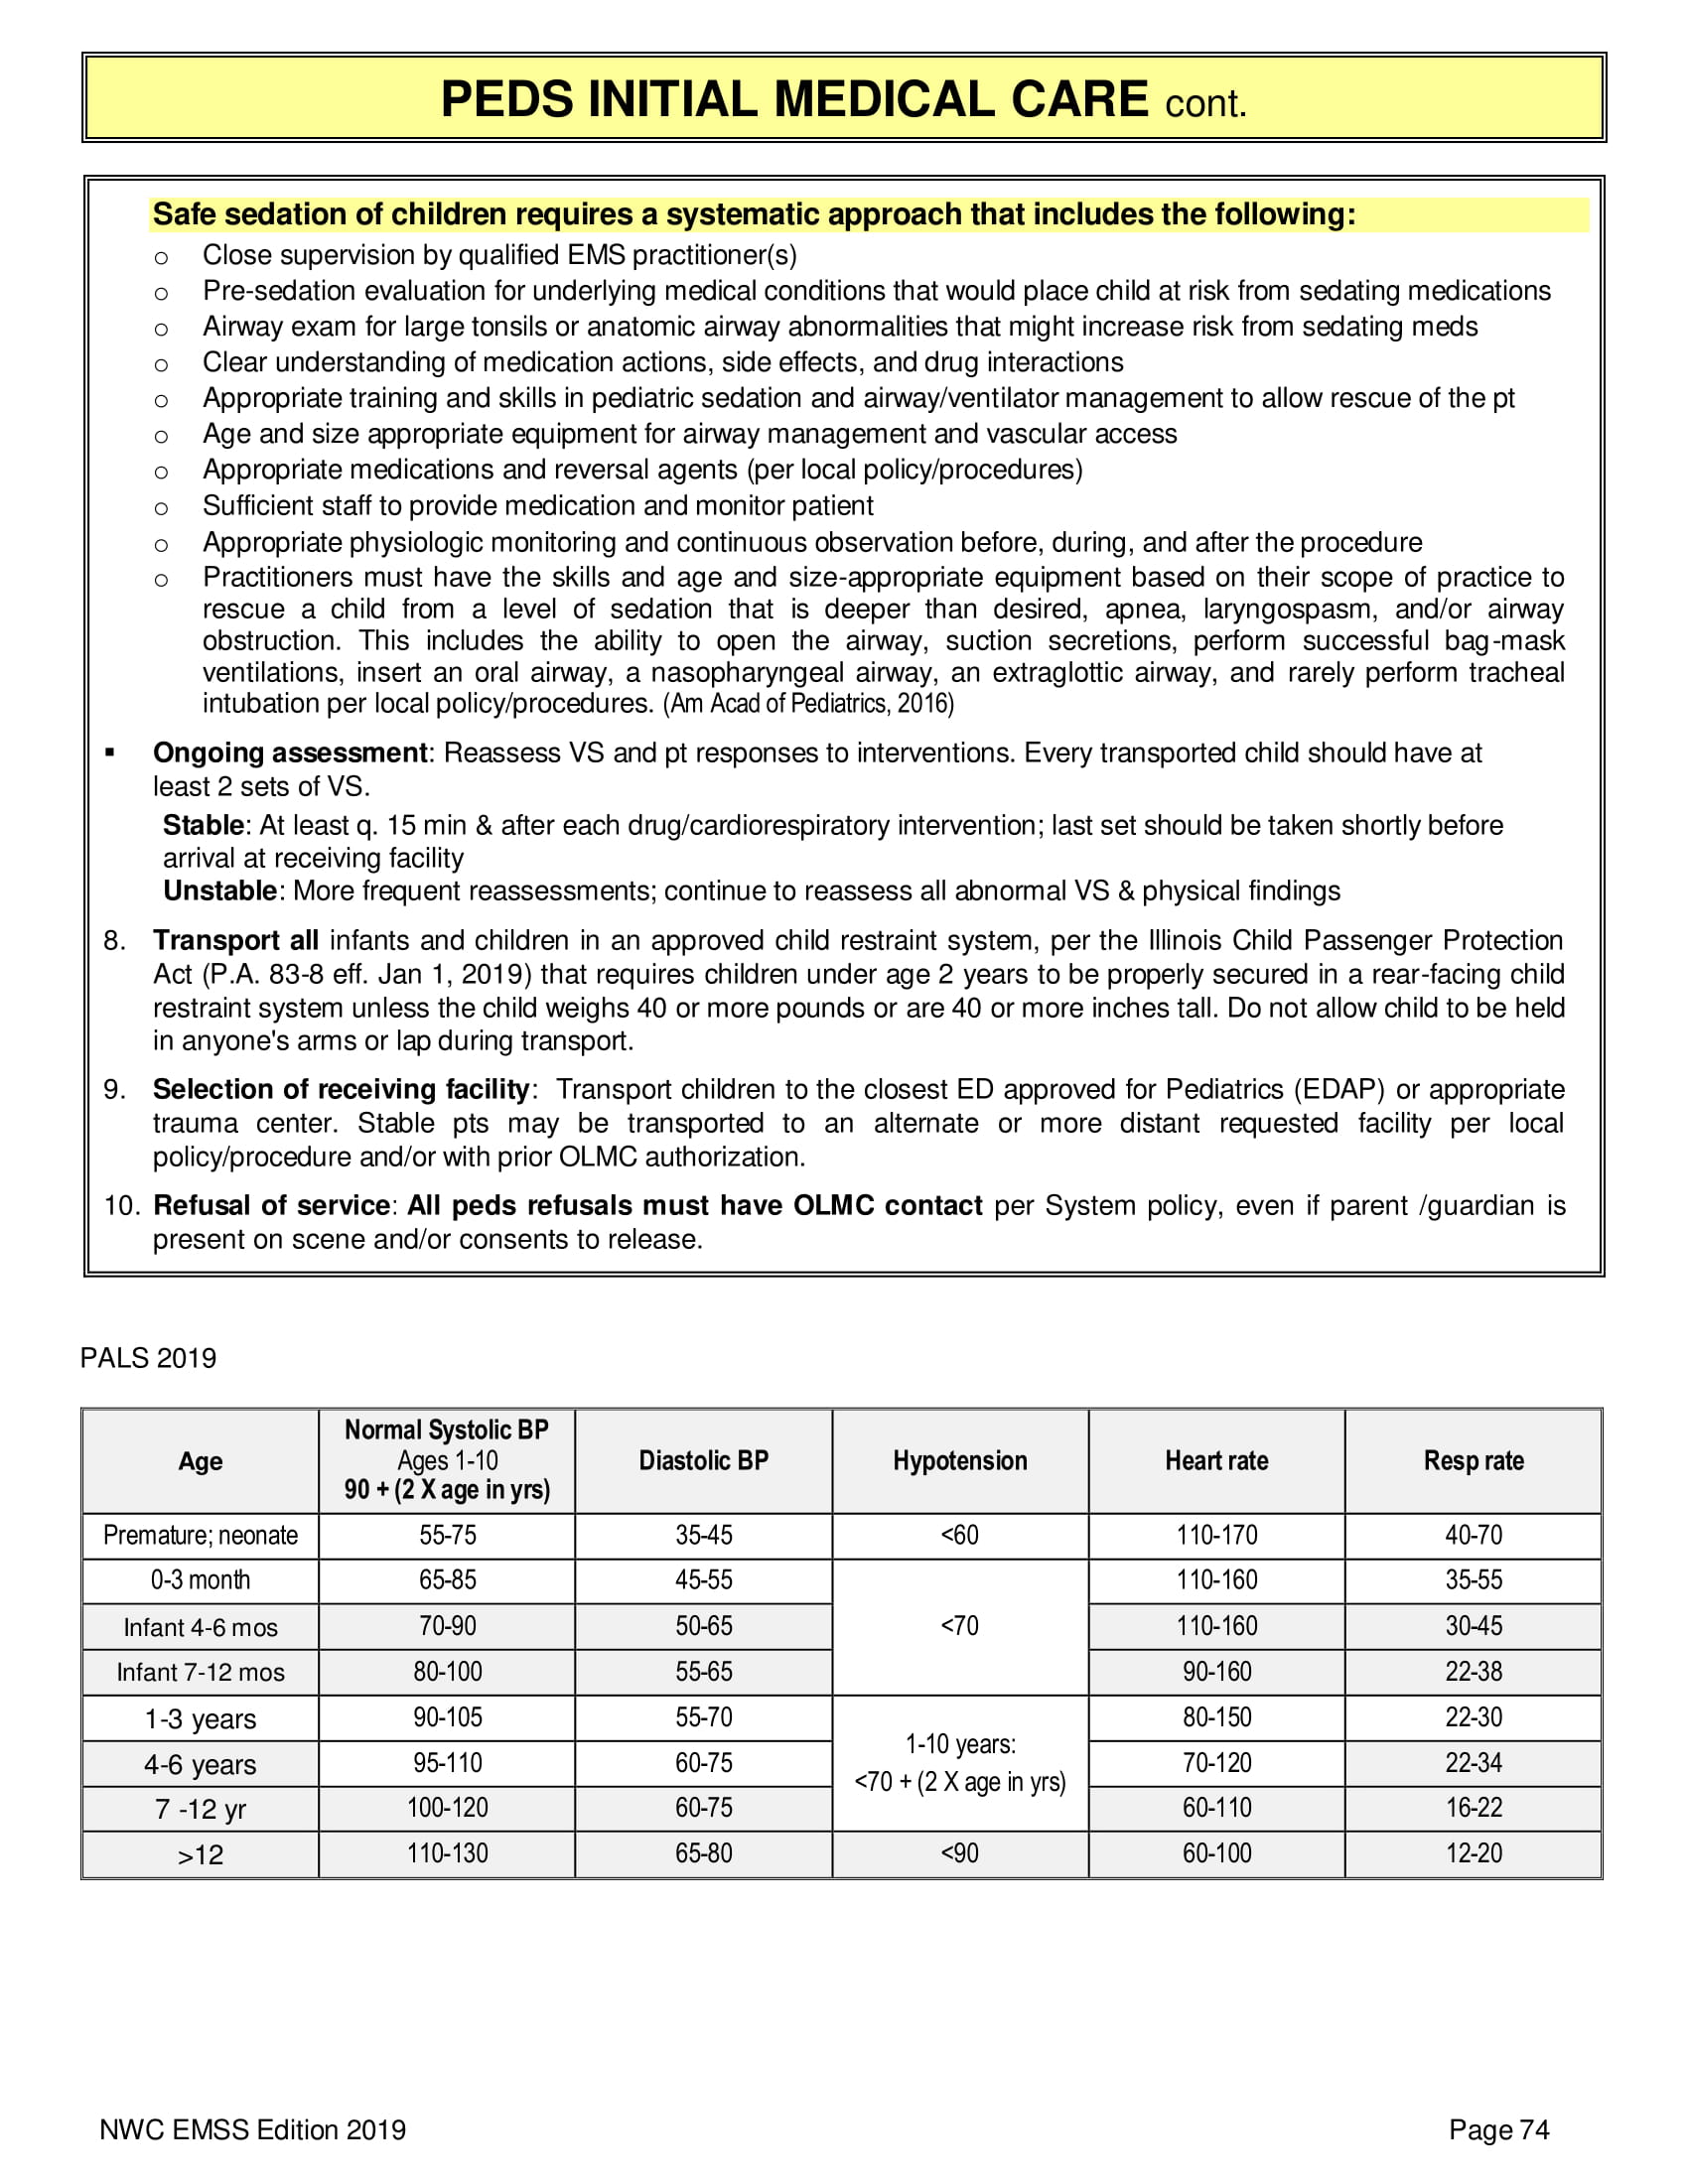 PEDS INITIAL MEDICAL CARE cont.
Safe sedation of children requires a systematic approach that includes the following:
o Close supervision by qualified EMS practitioner(s)
o Pre-sedation evaluation for underlying medical conditions that would place child at risk from sedating medications
o Airway exam for large tonsils or anatomic airway abnormalities that might increase risk from sedating meds
o Clear understanding of medication actions, side effects, and drug interactions
o Appropriate training and skills in pediatric sedation and airway/ventilator management to allow rescue of the pt
o Age and size appropriate equipment for airway management and vascular access
o Appropriate medications and reversal agents (per local policy/procedures)
o Sufficient staff to provide medication and monitor patient
o Appropriate physiologic monitoring and continuous observation before, during, and after the procedure
o Practitioners must have the skills and age and size-appropriate equipment based on their scope of practice to
rescue a child from a level of sedation that is deeper than desired, apnea, laryngospasm, and/or airway
obstruction. This includes the ability to open the airway, suction secretions, perform successful bag-mask
ventilations, insert an oral airway, a nasopharyngeal airway, an extraglottic airway, and rarely perform tracheal
intubation per local policy/procedures. (Am Acad of Pediatrics, 2016)
▪ Ongoing assessment: Reassess VS and pt responses to interventions. Every transported child should have at
least 2 sets of VS.
Stable: At least q. 15 min & after each drug/cardiorespiratory intervention; last set should be taken shortly before
arrival at receiving facility
Unstable: More frequent reassessments; continue to reassess all abnormal VS & physical findings
8. Transport all infants and children in an approved child restraint system, per the Illinois Child Passenger Protection
Act (P.A. 83-8 eff. Jan 1, 2019) that requires children under age 2 years to be properly secured in a rear-facing child
restraint system unless the child weighs 40 or more pounds or are 40 or more inches tall. Do not allow child to be held
in anyone's arms or lap during transport.
9. Selection of receiving facility: Transport children to the closest ED approved for Pediatrics (EDAP) or appropriate
trauma center. Stable pts may be transported to an alternate or more distant requested facility per local
policy/procedure and/or with prior OLMC authorization.
10. Refusal of service: All peds refusals must have OLMC contact per System policy, even if parent /guardian is
present on scene and/or consents to release.
PALS 2019
Age Normal Systolic BP Ages 1-10 90 + (2 X age in yrs) Diastolic BP Hypotension Heart rate Resp rate
Premature; neonate 55-75 35-45 <60 110-170 40-70
0-3 month 65-85 45-55 110-160 35-55
Infant 4-6 mos 70-90 50-65 <70 110-160 30-45
Infant 7-12 mos 80-100 55-65 90-160 22-38
1-3 years 90-105 55-70 1-10 years: <70 + (2 X age in yrs) 80-150 22-30
4-6 years 95-110 60-75 70-120 22-34
7 -12 yr 100-120 60-75 60-110 16-22
>12 110-130 65-80 <90 60-100 12-20
NWC EMSS Edition 2019 Page 74